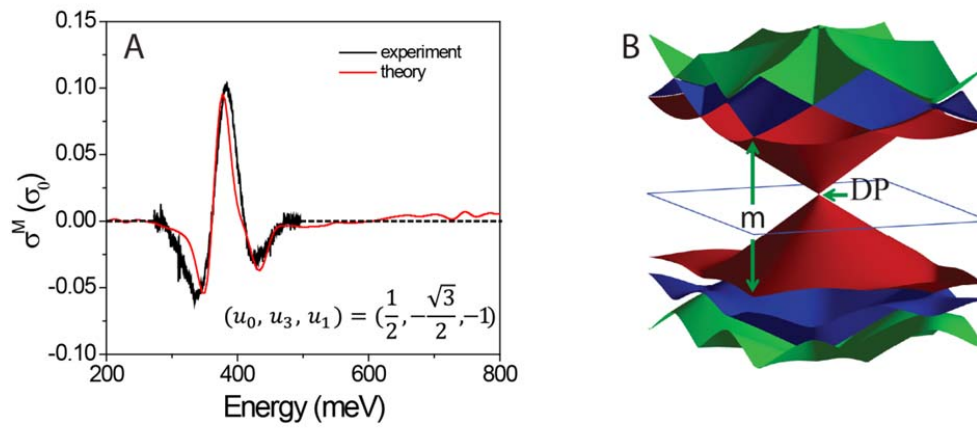 A
B
0.15
0.10
0.05
0.00
-0.05
-0.10
σᴹ (σ₀)
experiment
theory
(u₀, u₃, u₁) = (1/2, -√3/2, -1)
200
400
600
800
Energy (meV)
DP
m